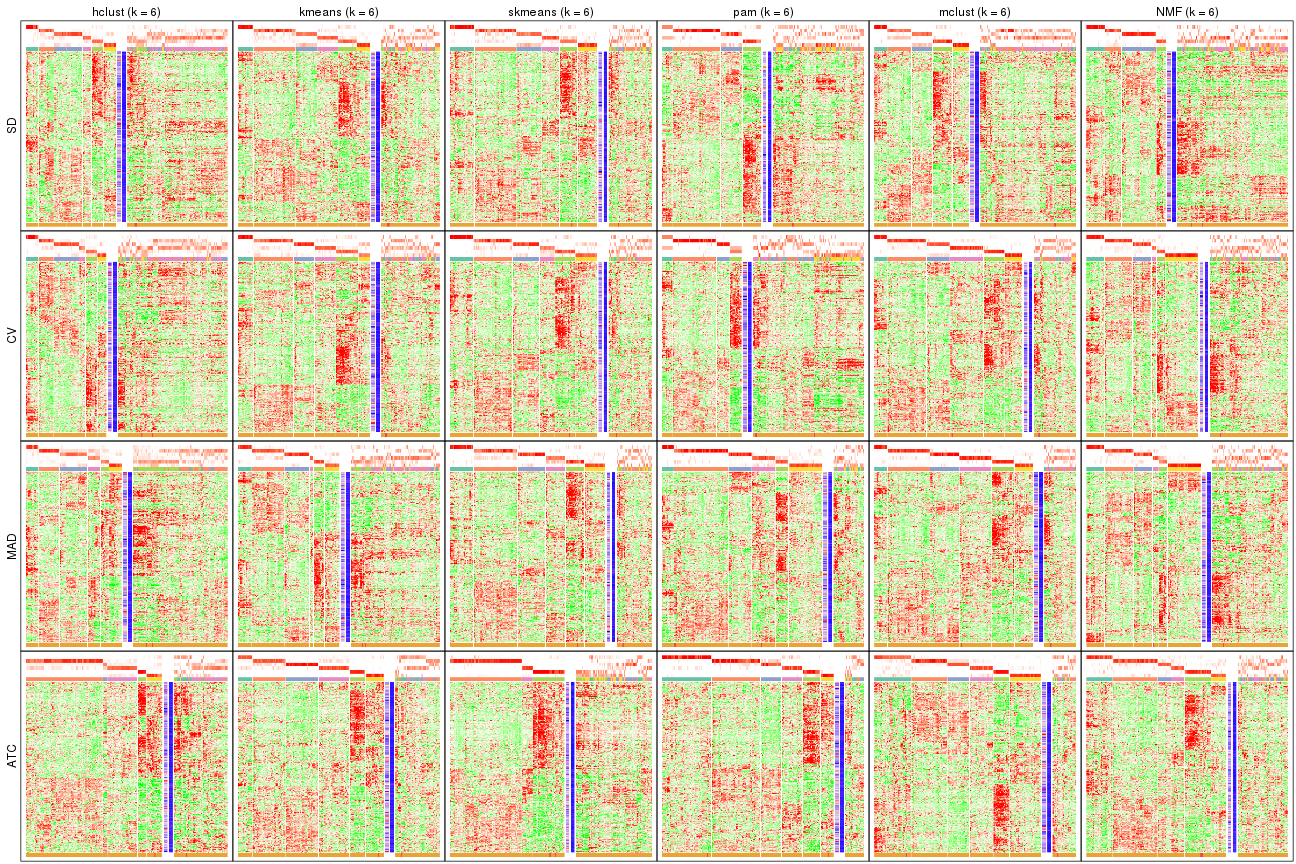 hclust (k = 6) kmeans (k = 6) skmeans (k = 6) pam (k = 6) mclust (k = 6) NMF (k = 6)
SD
CV
MAD
ATC